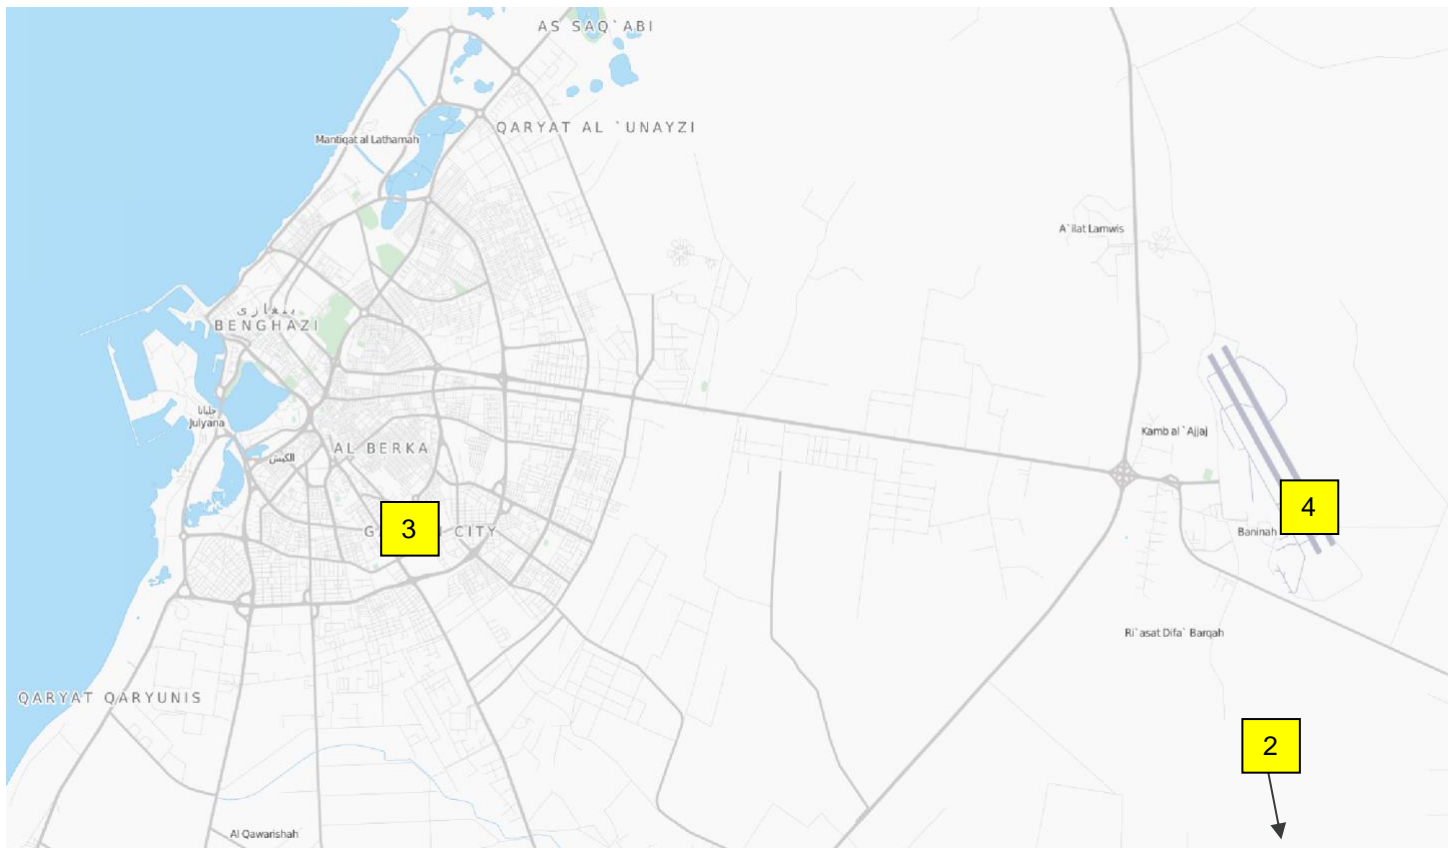 AS SAQ`ABI
QARYAT AL `UNAYZI
Mantiqat al Lathamah
A`ilat Lamwis
بنغازي
BENGHAZI
جليانا
Julyana
Kamb al `Ajjaj
AL BERKA
الكيش
4
3
G N CITY
Baninah
Ri`asat Difa` Barqah
QARYAT QARYUNIS
2
Al Qawarishah